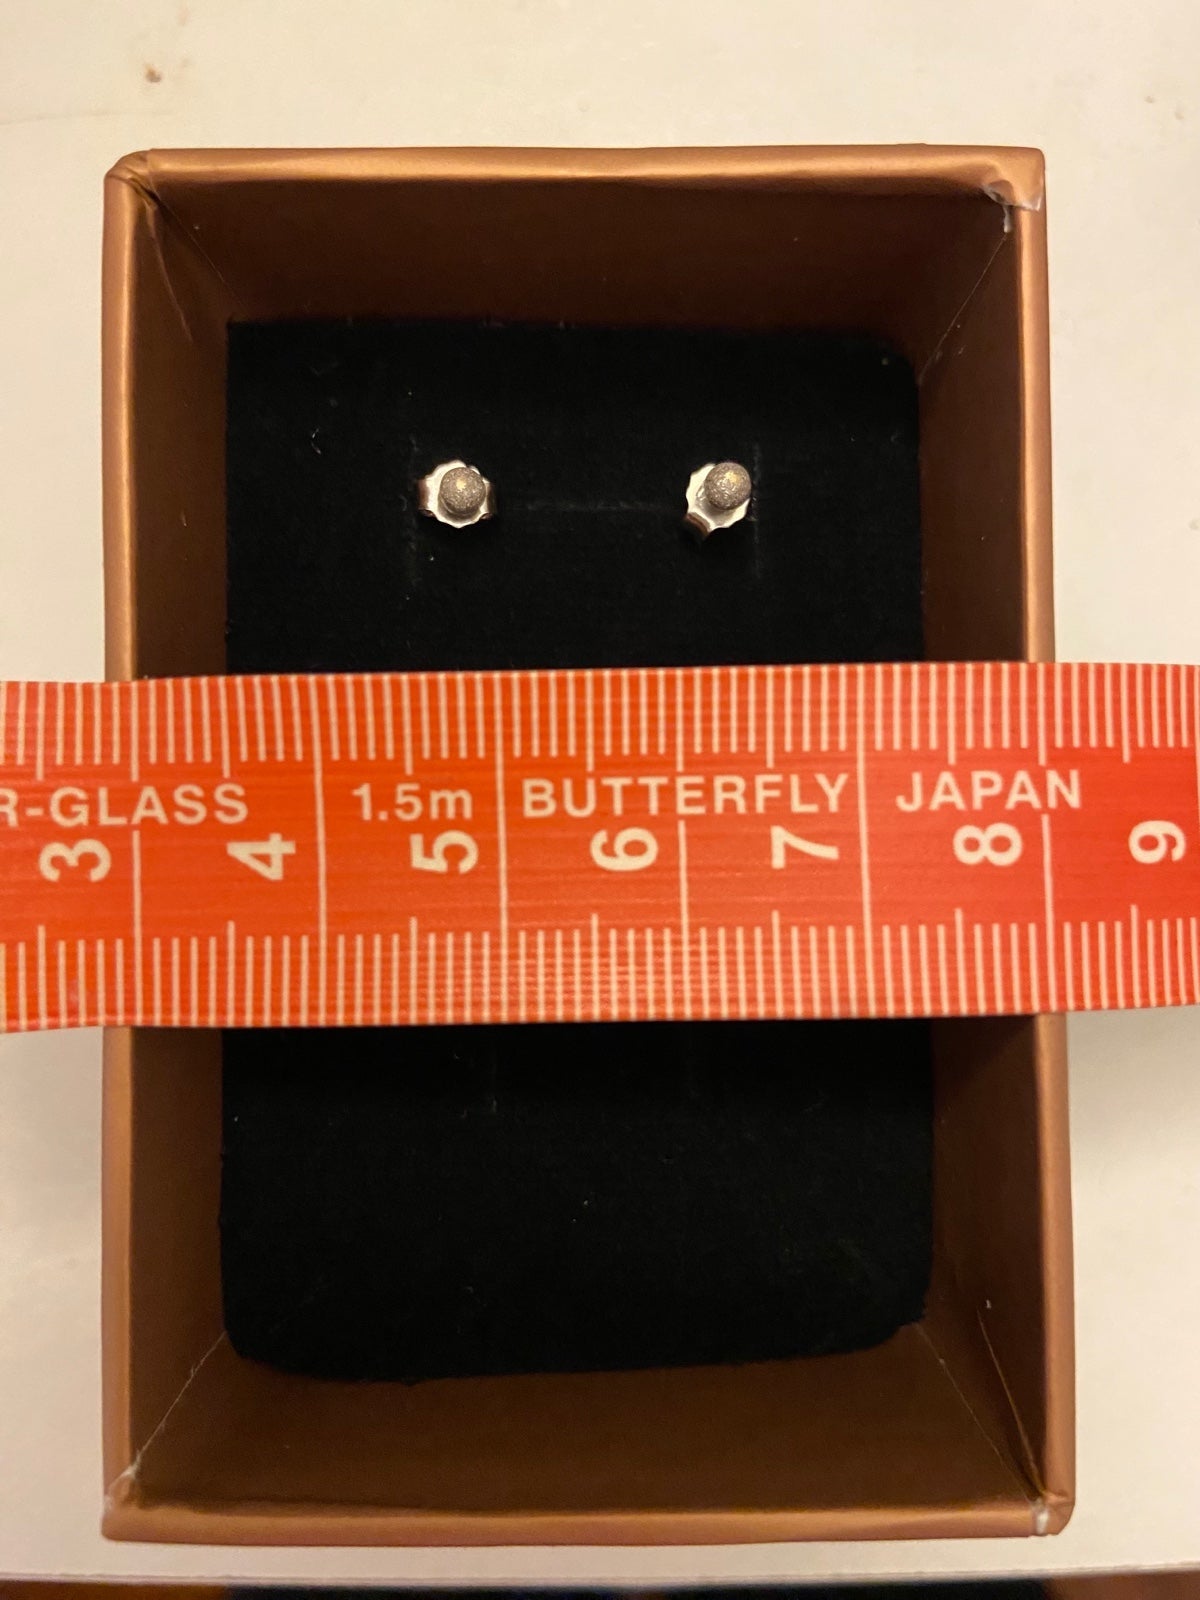 R-GLASS 1.5m BUTTERFLY JAPAN
3 4 5 6 7 8 9